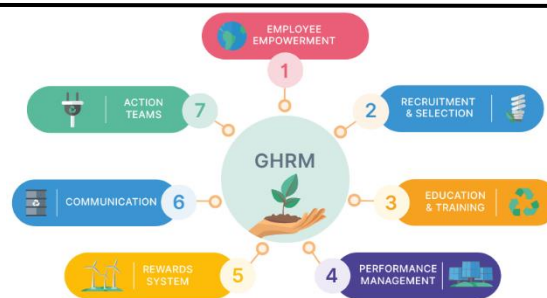 EMPLOYEE
EMPOWERMENT
1
2
RECRUITMENT
& SELECTION
3
EDUCATION
& TRAINING
4
PERFORMANCE
MANAGEMENT
5
REWARDS
SYSTEM
6
COMMUNICATION
7
ACTION
TEAMS
GHRM